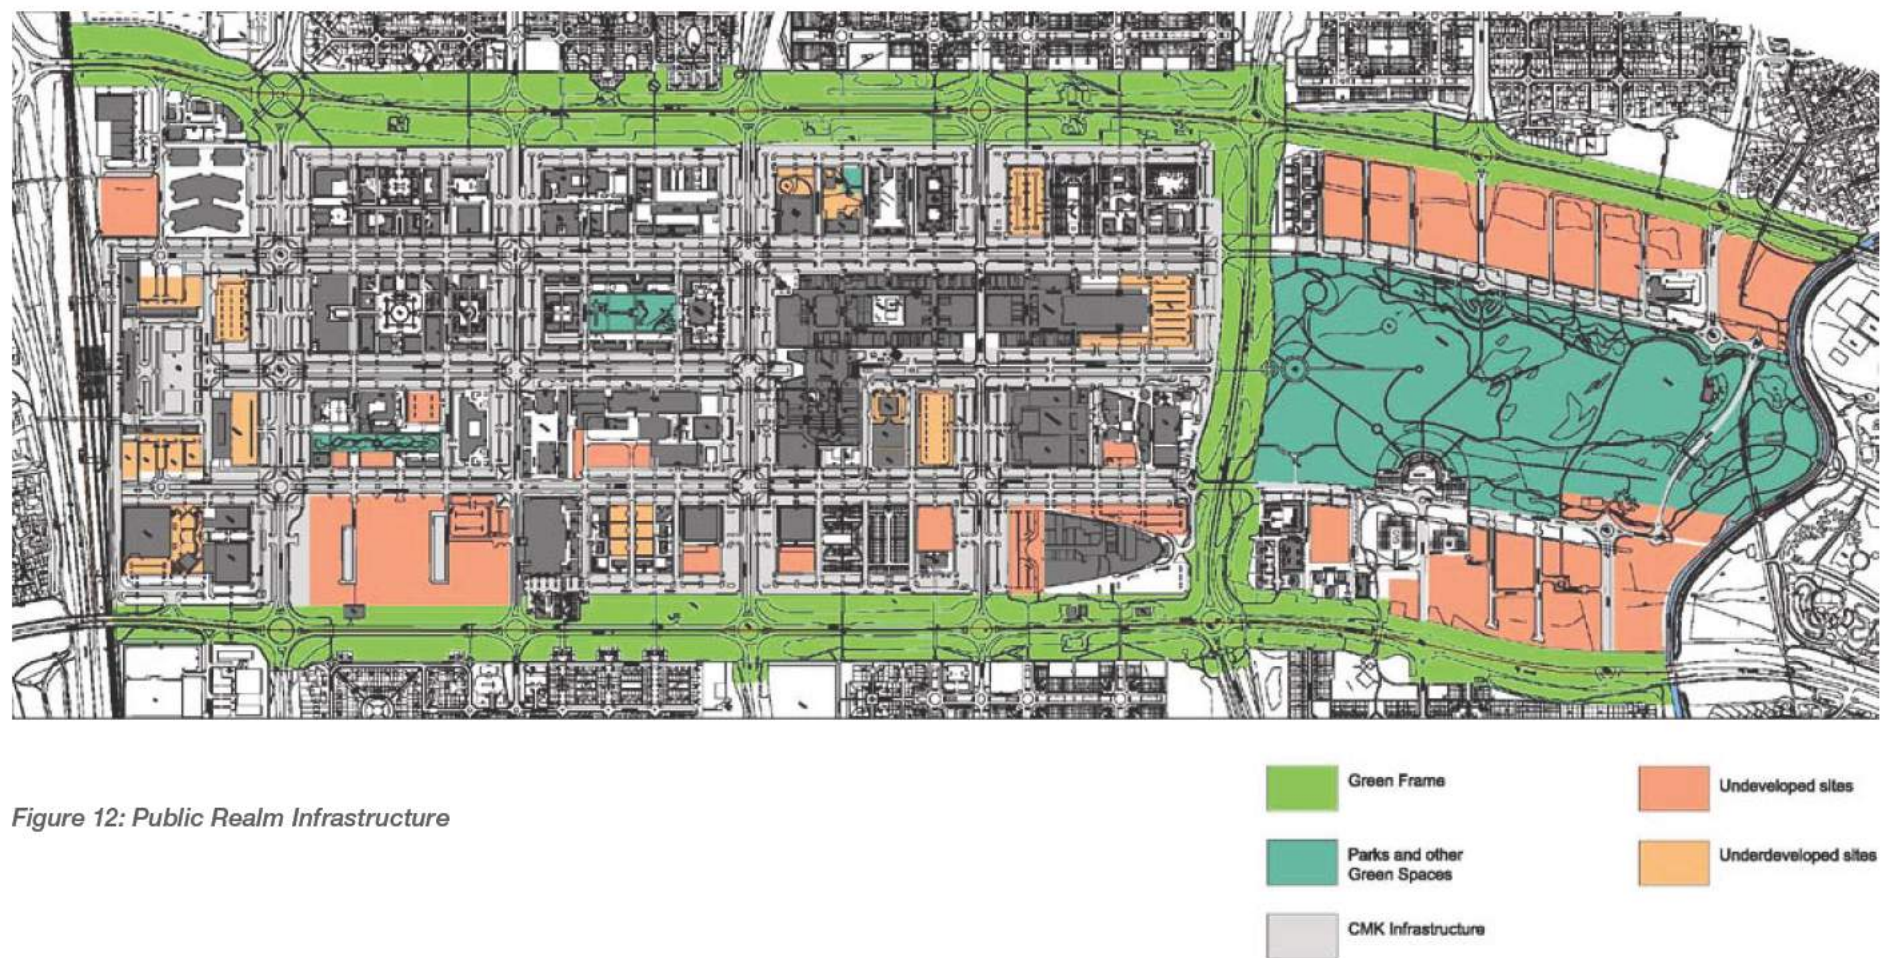 Figure 12: Public Realm Infrastructure
Green Frame
Parks and other
Green Spaces
CMK Infrastructure
Undeveloped sites
Underdeveloped sites